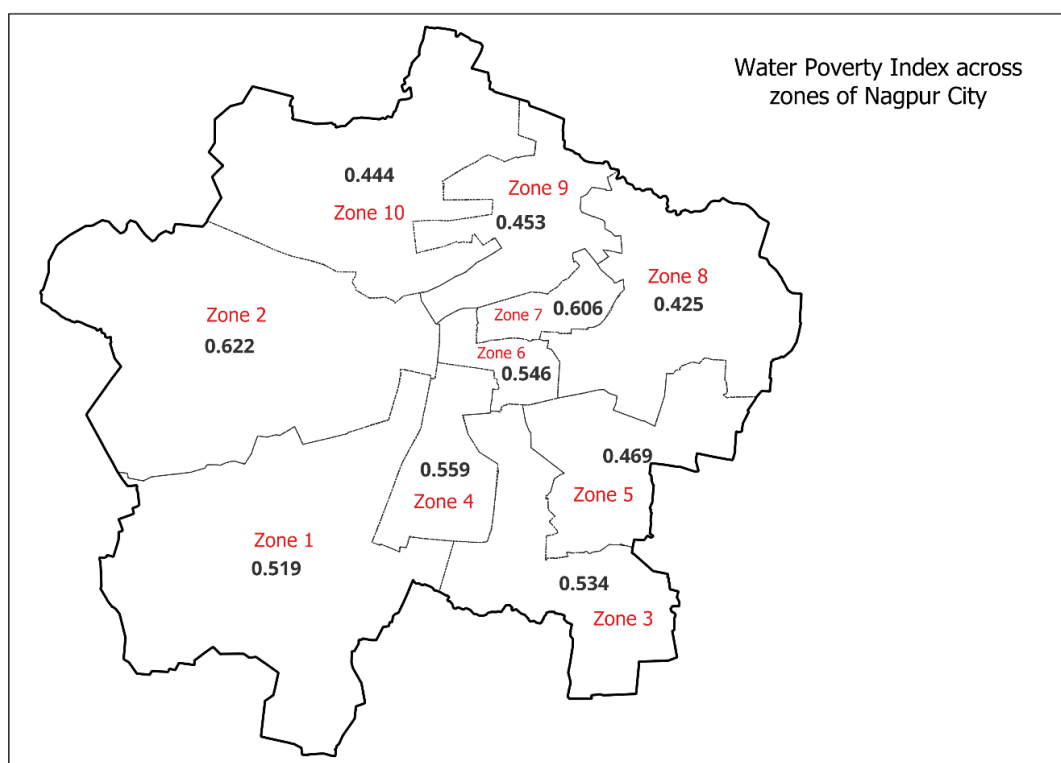 Water Poverty Index across
zones of Nagpur City
0.444
Zone 10
Zone 9
0.453
Zone 8
0.425
Zone 2
0.622
Zone 7
0.606
Zone 6
0.546
0.559
Zone 4
0.469
Zone 5
Zone 1
0.519
0.534
Zone 3